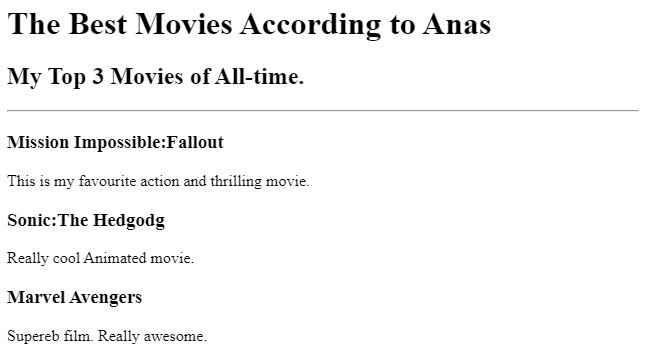 The Best Movies According to Anas
My Top 3 Movies of All-time.
Mission Impossible:Fallout
This is my favourite action and thrilling movie.
Sonic:The Hedgodg
Really cool Animated movie.
Marvel Avengers
Supereb film. Really awesome.